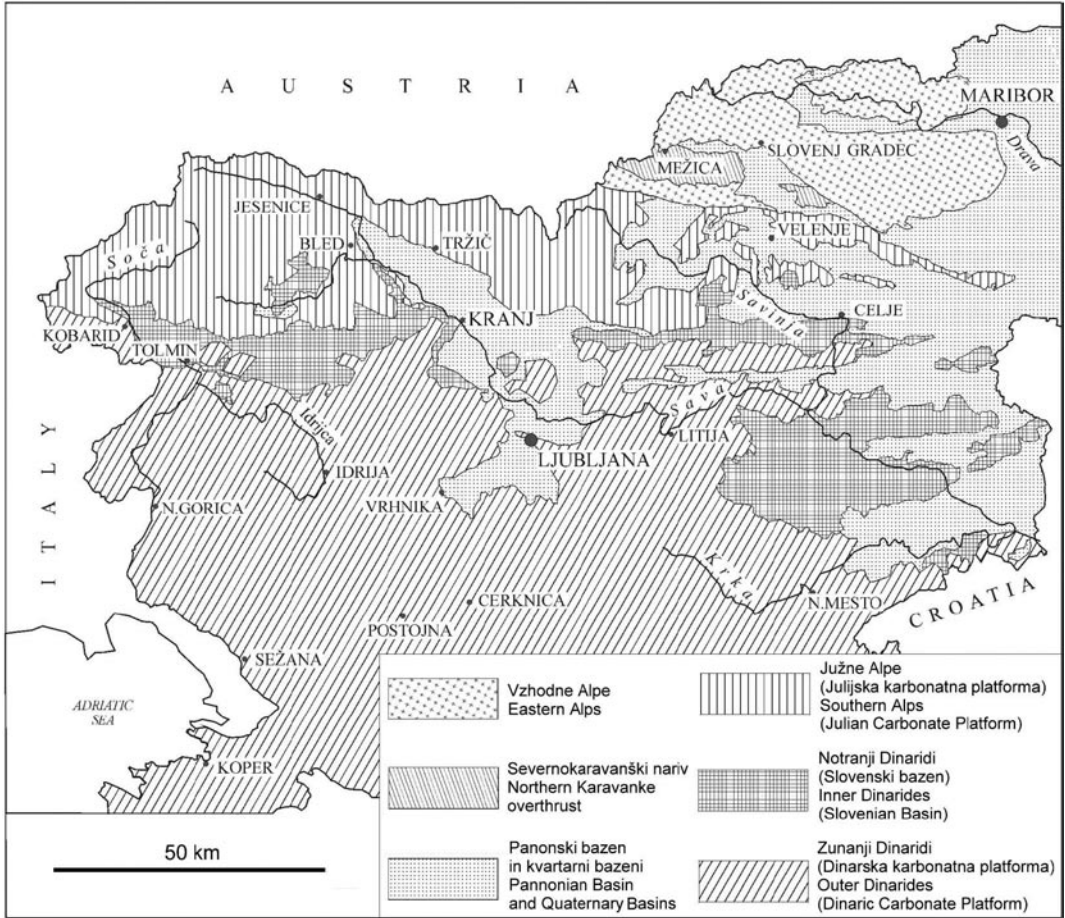 AUSTRIA
MARIBOR
Drava
SLOVENJ GRADEC
MEŽICA
JESENICE
VELENJE
BLED
TRŽIČ
Soča
Savinja
CELJE
KRANJ
KOBARID
TOLMIN
Sava
Idrijca
LITIJA
LJUBLJANA
IDRIJA
VRHNIKA
N.GORICA
ITALY
Krka
CERKNICA
N.MESTO
CROATIA
POSTOJNA
SEŽANA
ADRIATIC
SEA
KOPER
50 km
Vzhodne Alpe
Eastern Alps
Severnokaravanški nariv
Northern Karavanke
overthrust
Panonski bazen
in kvartarni bazeni
Pannonian Basin
and Quaternary Basins
Južne Alpe
(Julijska karbonatna platforma)
Southern Alps
(Julian Carbonate Platform)
Notranji Dinaridi
(Slovenski bazen)
Inner Dinarides
(Slovenian Basin)
Zunanji Dinaridi
(Dinarska karbonatna platforma)
Outer Dinarides
(Dinaric Carbonate Platform)